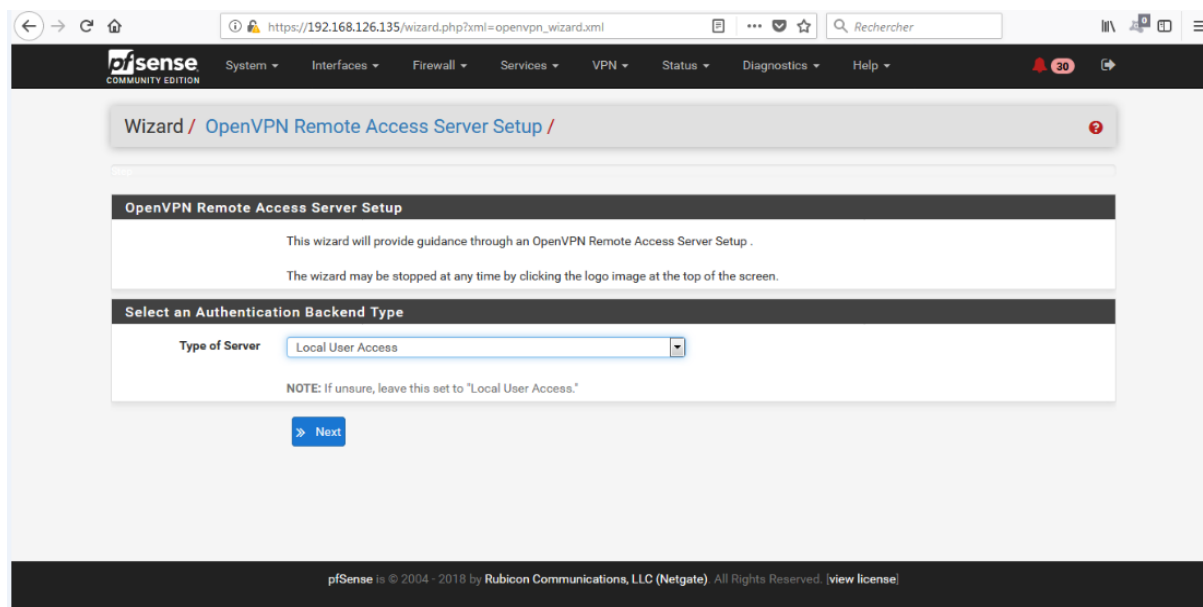 https://192.168.126.135/wizard.php?xml=openvpn_wizard.xml
Rechercher
pfsense
COMMUNITY EDITION
System Interfaces Firewall Services VPN Status Diagnostics Help 30
Wizard / OpenVPN Remote Access Server Setup /
OpenVPN Remote Access Server Setup
This wizard will provide guidance through an OpenVPN Remote Access Server Setup .
The wizard may be stopped at any time by clicking the logo image at the top of the screen.
Select an Authentication Backend Type
Type of Server Local User Access
NOTE: If unsure, leave this set to "Local User Access."
» Next
pfSense is © 2004 - 2018 by Rubicon Communications, LLC (Netgate). All Rights Reserved. [view license]